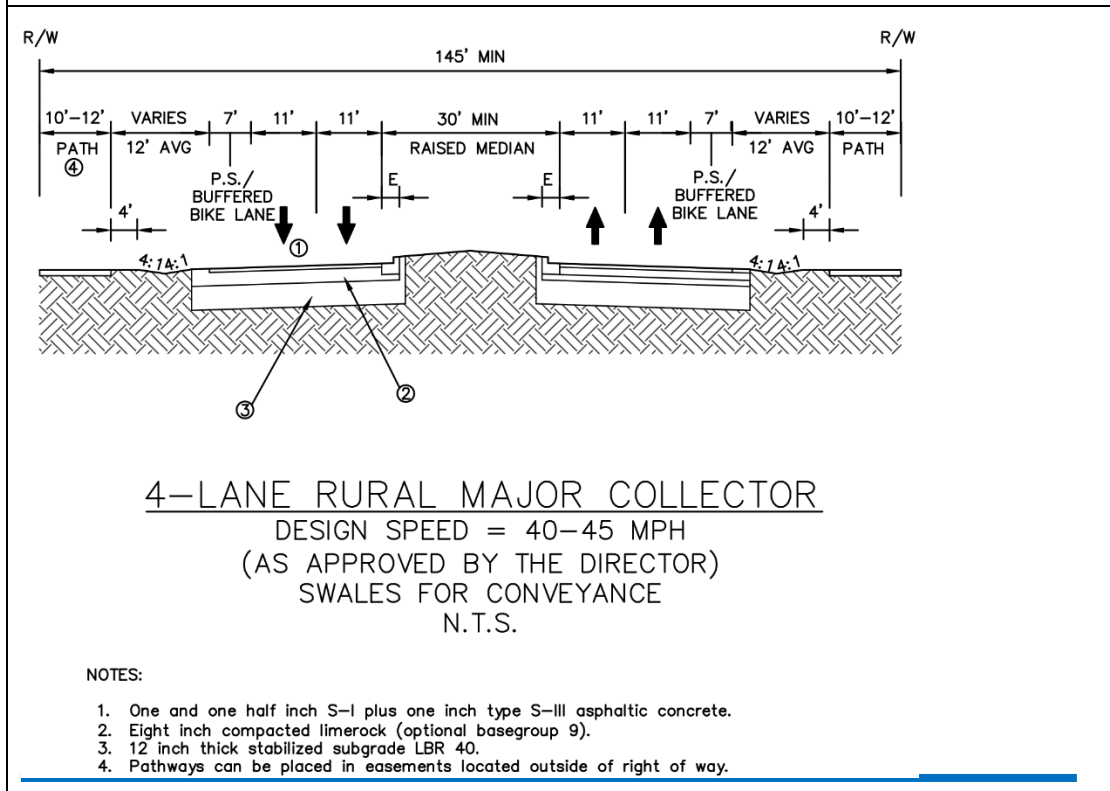 R/W R/W
145' MIN
10'-12' VARIES 7' 11' 11' 30' MIN 11' 11' 7' VARIES 10'-12'
PATH 12' AVG RAISED MEDIAN 12' AVG PATH
④
P.S./ P.S./
BUFFERED BUFFERED
BIKE LANE BIKE LANE
E E
4' 4'
①
4:1 4:1 4:1 4:1
②
③
4-LANE RURAL MAJOR COLLECTOR
DESIGN SPEED = 40-45 MPH
(AS APPROVED BY THE DIRECTOR)
SWALES FOR CONVEYANCE
N.T.S.
NOTES:
1. One and one half inch S-I plus one inch type S-III asphaltic concrete.
2. Eight inch compacted limerock (optional basegroup 9).
3. 12 inch thick stabilized subgrade LBR 40.
4. Pathways can be placed in easements located outside of right of way.